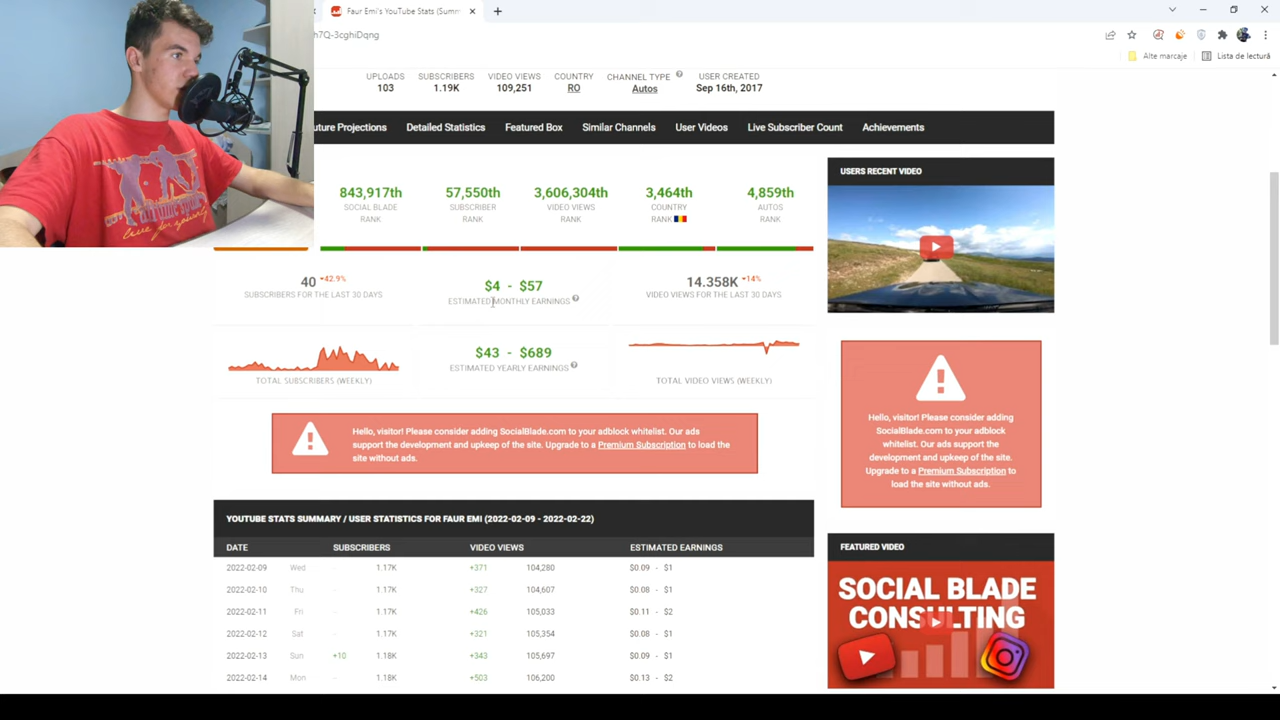 Faur Emi's YouTube Stats (Summ
h7Q-3cghiDqng
Alte marcaje
Lista de lectură
UPLOADS
103
SUBSCRIBERS
1.19K
VIDEO VIEWS
109,251
COUNTRY
RO
CHANNEL TYPE
Autos
USER CREATED
Sep 16th, 2017
uture Projections
Detailed Statistics
Featured Box
Similar Channels
User Videos
Live Subscriber Count
Achievements
843,917th
SOCIAL BLADE
RANK
57,550th
SUBSCRIBER
RANK
3,606,304th
VIDEO VIEWS
RANK
3,464th
COUNTRY
RANK
4,859th
AUTOS
RANK
40 42.9%
SUBSCRIBERS FOR THE LAST 30 DAYS
$4 - $57
ESTIMATED MONTHLY EARNINGS
14.358K 14%
VIDEO VIEWS FOR THE LAST 30 DAYS
TOTAL SUBSCRIBERS (WEEKLY)
$43 - $689
ESTIMATED YEARLY EARNINGS
TOTAL VIDEO VIEWS (WEEKLY)
Hello, visitor! Please consider adding SocialBlade.com to your adblock whitelist. Our ads
support the development and upkeep of the site. Upgrade to a Premium Subscription to load the
site without ads.
YOUTUBE STATS SUMMARY / USER STATISTICS FOR FAUR EMI (2022-02-09 - 2022-02-22)
DATE SUBSCRIBERS VIDEO VIEWS ESTIMATED EARNINGS
2022-02-09 Wed -- 1.17K +371 104,280 $0.09 - $1
2022-02-10 Thu -- 1.17K +327 104,607 $0.08 - $1
2022-02-11 Fri -- 1.17K +426 105,033 $0.11 - $2
2022-02-12 Sat -- 1.17K +321 105,354 $0.08 - $1
2022-02-13 Sun +10 1.18K +343 105,697 $0.09 - $1
2022-02-14 Mon -- 1.18K +503 106,200 $0.13 - $2
USERS RECENT VIDEO
Hello, visitor! Please consider
adding SocialBlade.com to
your adblock whitelist. Our
ads support the development
and upkeep of the site.
Upgrade to a Premium
Subscription to load the site
without ads.
FEATURED VIDEO
SOCIAL BLADE
CONSULTING